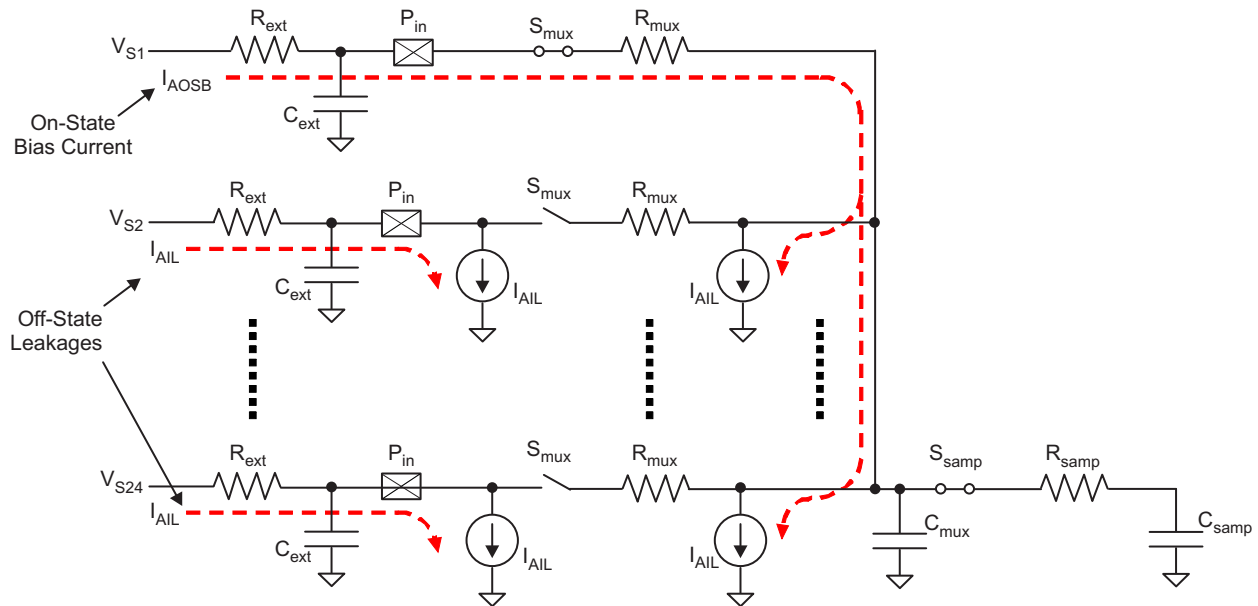 R_ext
P_in
S_mux
R_mux
V_S1
I_AOSB
C_ext
On-State
Bias Current
R_ext
P_in
S_mux
R_mux
V_S2
I_AIL
C_ext
I_AIL
I_AIL
Off-State
Leakages
R_ext
P_in
S_mux
R_mux
S_samp
R_samp
V_S24
I_AIL
C_ext
I_AIL
I_AIL
C_mux
C_samp